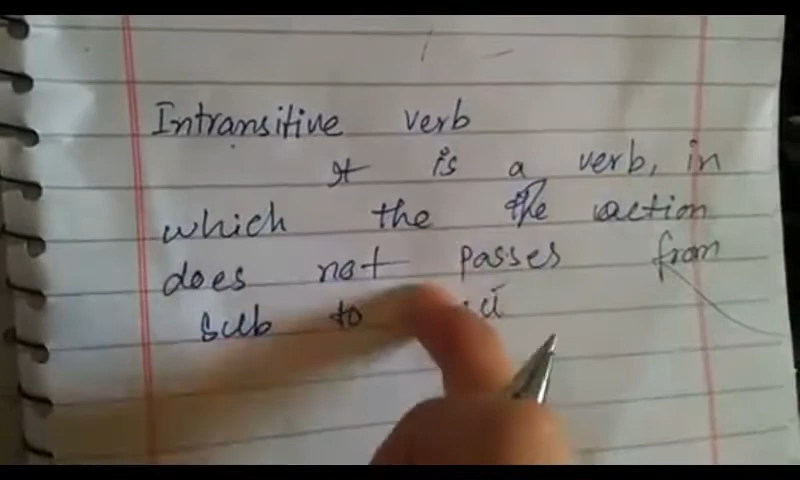 Intransitive verb
It is a verb, in
which the the action
does not passes from
sub to